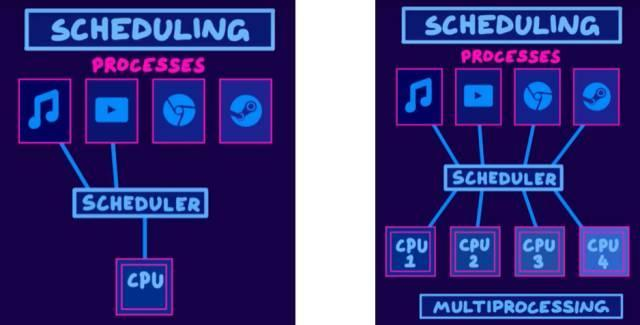 SCHEDULING
PROCESSES
SCHEDULER
CPU
SCHEDULING
PROCESSES
SCHEDULER
CPU 1
CPU 2
CPU 3
CPU 4
MULTIPROCESSING